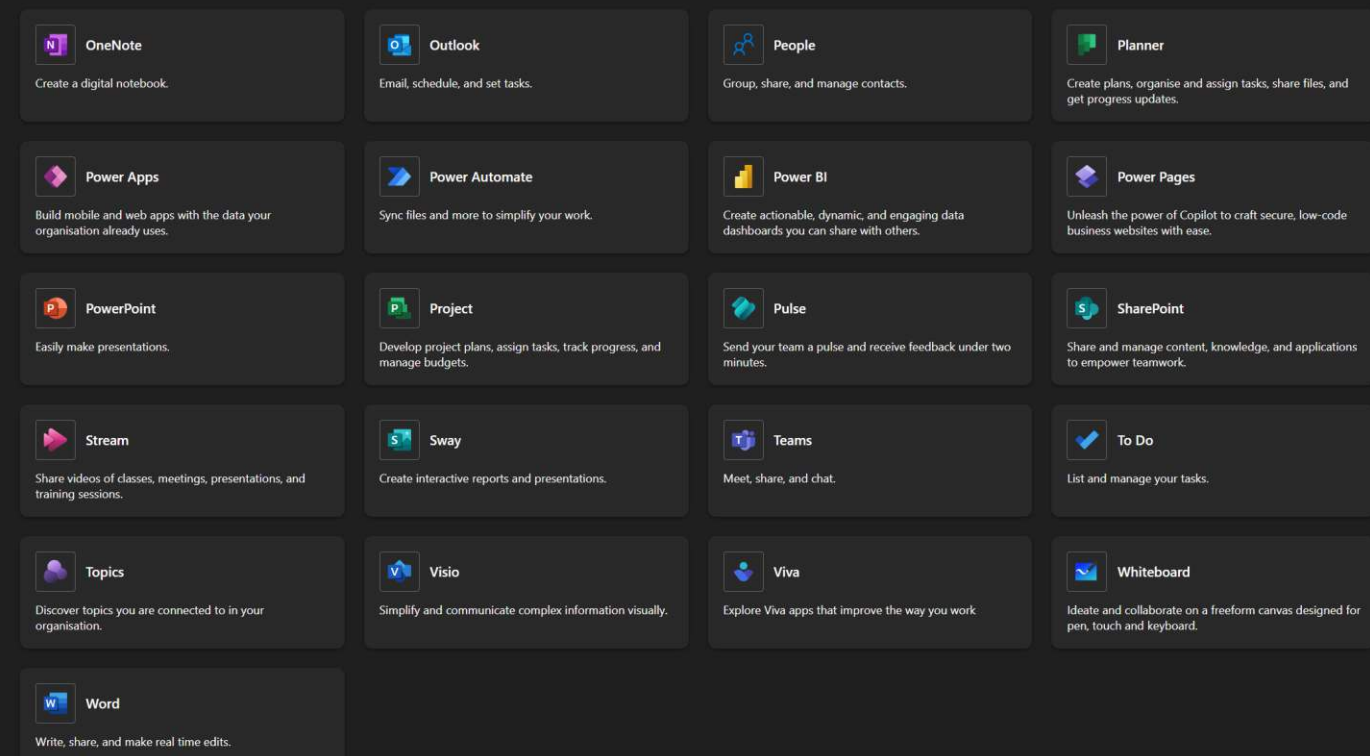 OneNote
Create a digital notebook.
Outlook
Email, schedule, and set tasks.
People
Group, share, and manage contacts.
Planner
Create plans, organise and assign tasks, share files, and
get progress updates.
Power Apps
Build mobile and web apps with the data your
organisation already uses.
Power Automate
Sync files and more to simplify your work.
Power BI
Create actionable, dynamic, and engaging data
dashboards you can share with others.
Power Pages
Unleash the power of Copilot to craft secure, low-code
business websites with ease.
PowerPoint
Easily make presentations.
Project
Develop project plans, assign tasks, track progress, and
manage budgets.
Pulse
Send your team a pulse and receive feedback under two
minutes.
SharePoint
Share and manage content, knowledge, and applications
to empower teamwork.
Stream
Share videos of classes, meetings, presentations, and
training sessions.
Sway
Create interactive reports and presentations.
Teams
Meet, share, and chat.
To Do
List and manage your tasks.
Topics
Discover topics you are connected to in your
organisation.
Visio
Simplify and communicate complex information visually.
Viva
Explore Viva apps that improve the way you work
Whiteboard
Ideate and collaborate on a freeform canvas designed for
pen, touch and keyboard.
Word
Write, share, and make real time edits.